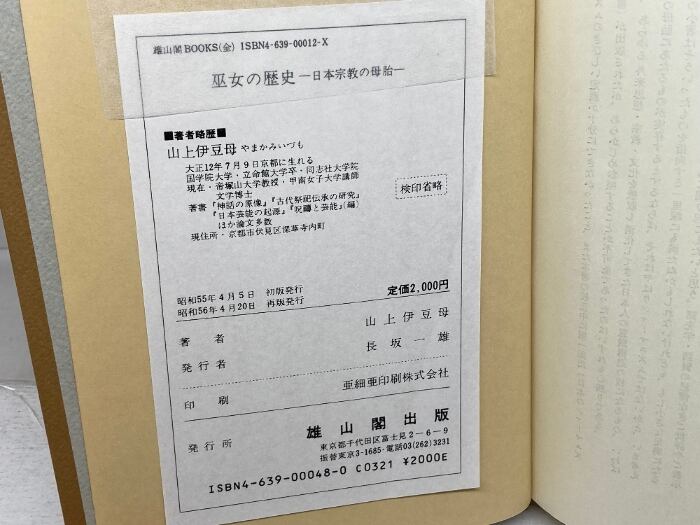 雄山閣 BOOKS(金) ISBN4-639-00012-X
巫女の歴史 ―日本宗教の母胎―
■著者略歴■
山上伊豆母 やまかみいづも
大正12年7月9日京都に生れる
国学院大学・立命館大学卒・同志社大学院
現在・帝塚山大学教授・甲南女子大学講師
文学博士
著書『神話の原像』『古代祭祀伝承の研究』
『日本芸能の起源』『呪禱と芸能』(編)
ほか論文多数
現住所・京都市伏見区深草寺内町
検印省略
昭和55年4月5日 初版発行
昭和56年4月20日 再版発行
定価2,000円
著者 山上伊豆母
発行者 長坂一雄
印刷 亜細亜印刷株式会社
発行所 雄山閣出版
東京都千代田区富士見2-6-9
振替東京3-1685・電話03(262)3231
ISBN4-639-00048-0 C0321 ¥2000E